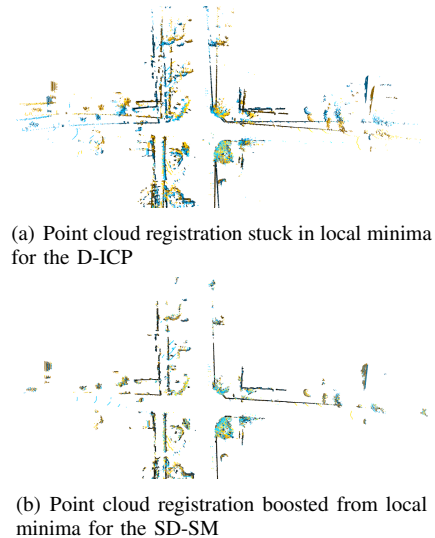 (a) Point cloud registration stuck in local minima
for the D-ICP
(b) Point cloud registration boosted from local
minima for the SD-SM